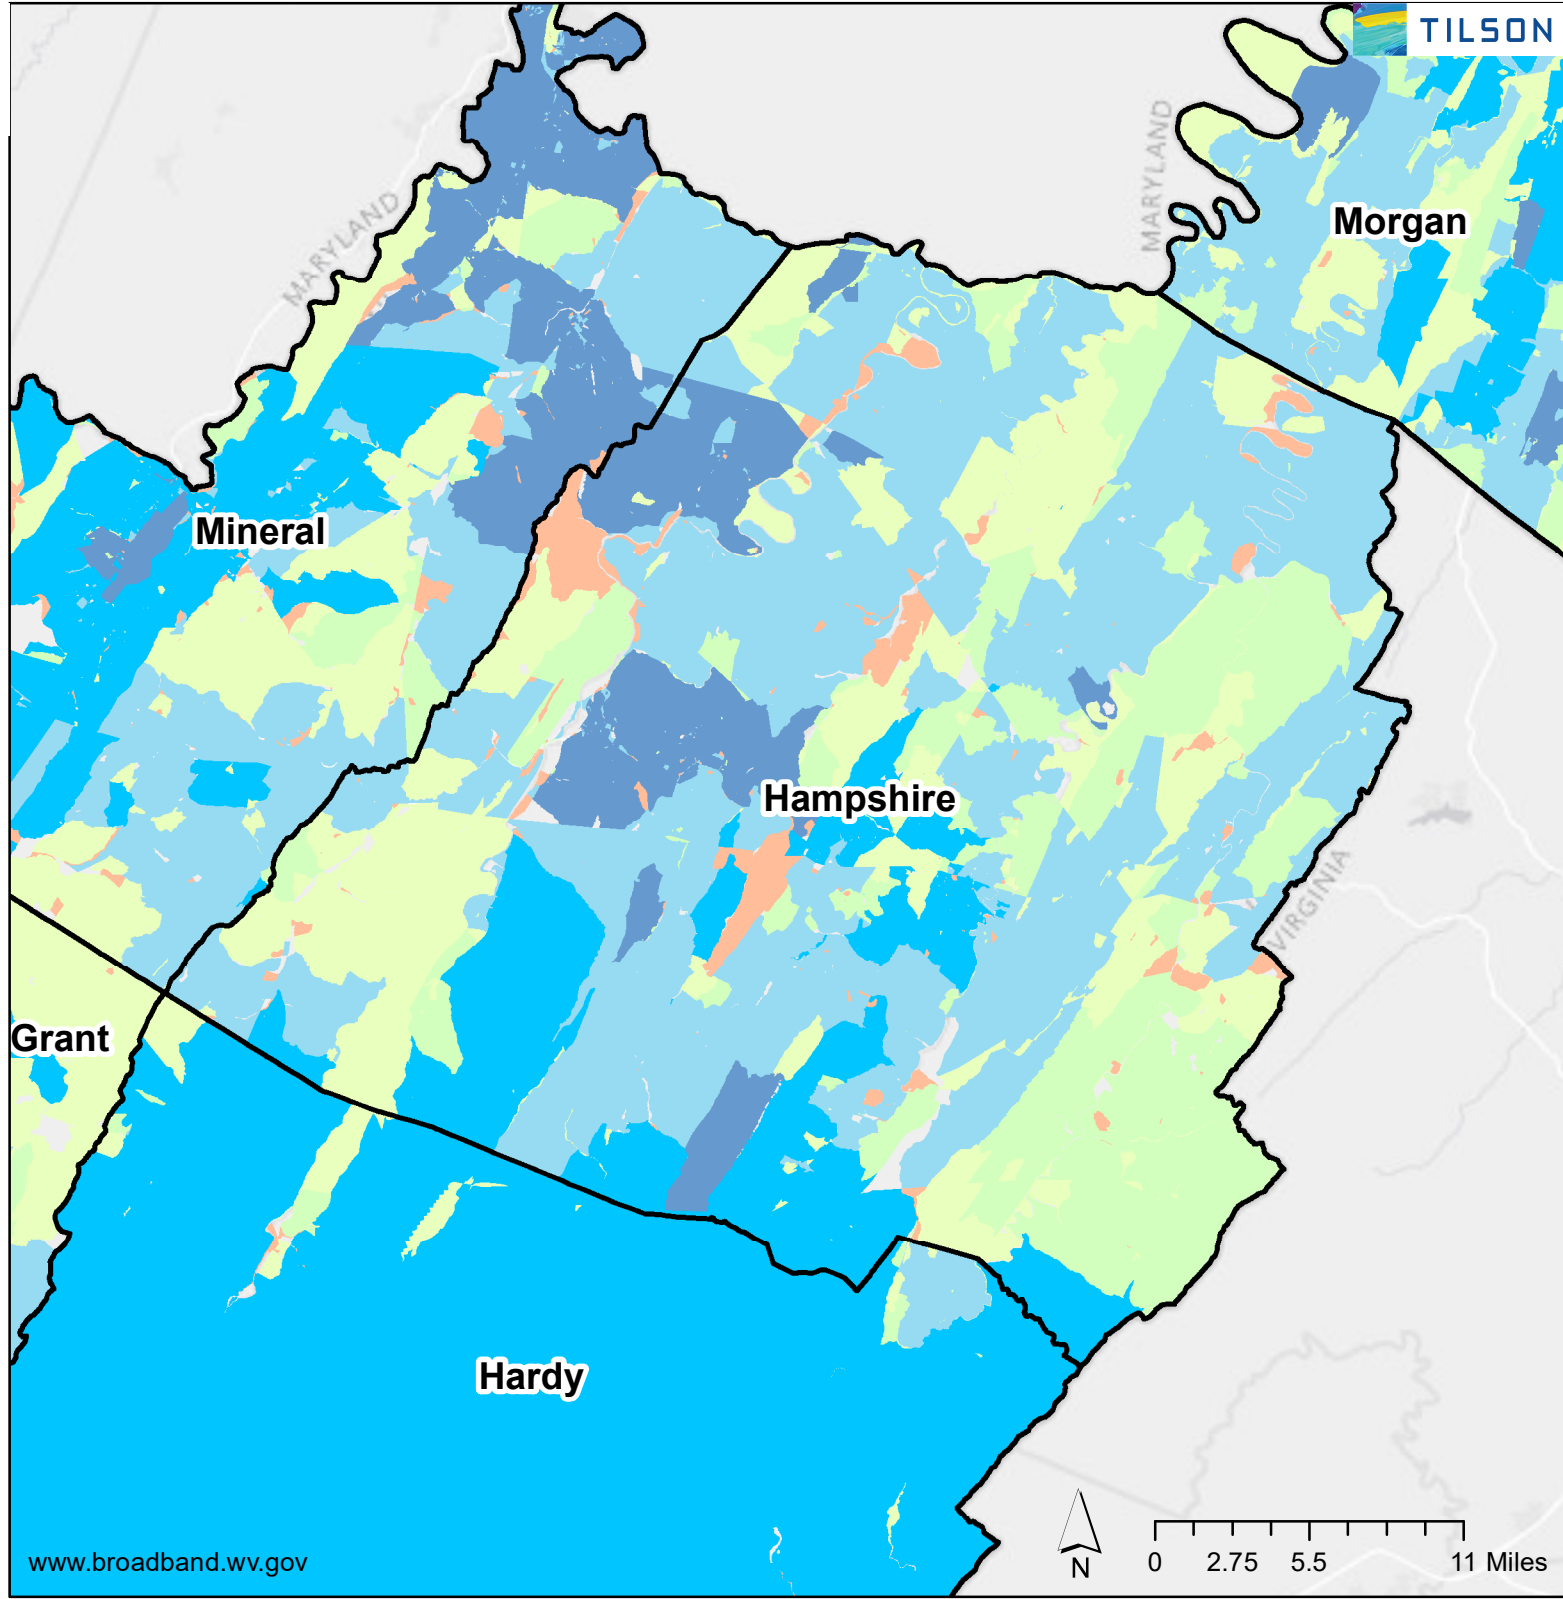 TILSON
MARYLAND
MARYLAND
Morgan
Mineral
Hampshire
VIRGINIA
Grant
Hardy
www.broadband.wv.gov
N
0 2.75 5.5 11 Miles